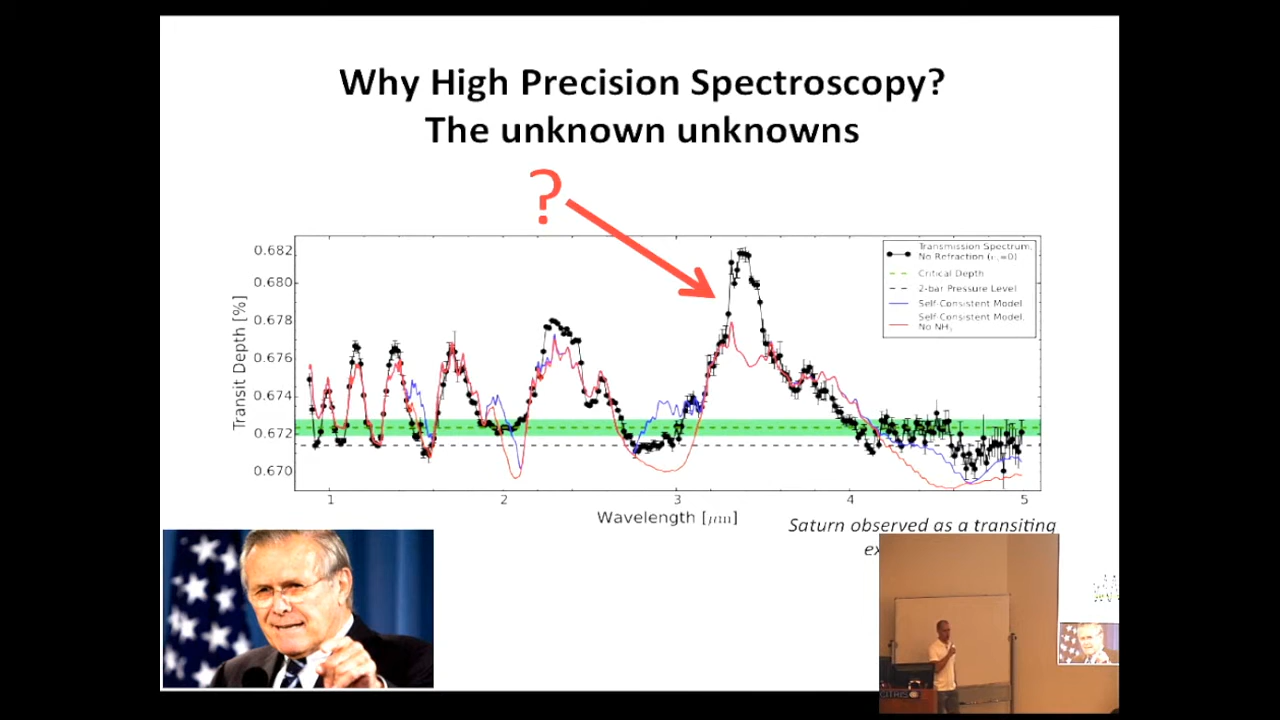 Why High Precision Spectroscopy?
The unknown unknowns
?
0.682
0.680
0.678
0.676
0.674
0.672
0.670
Transit Depth [%]
1 2 3 4 5
Wavelength [μm]
Transmission Spectrum,
Critical Depth
2-bar Pressure Level
Self-Consistent Model
Self-Consistent Model,
No NH₃
Saturn observed as a transiting
CITRIS